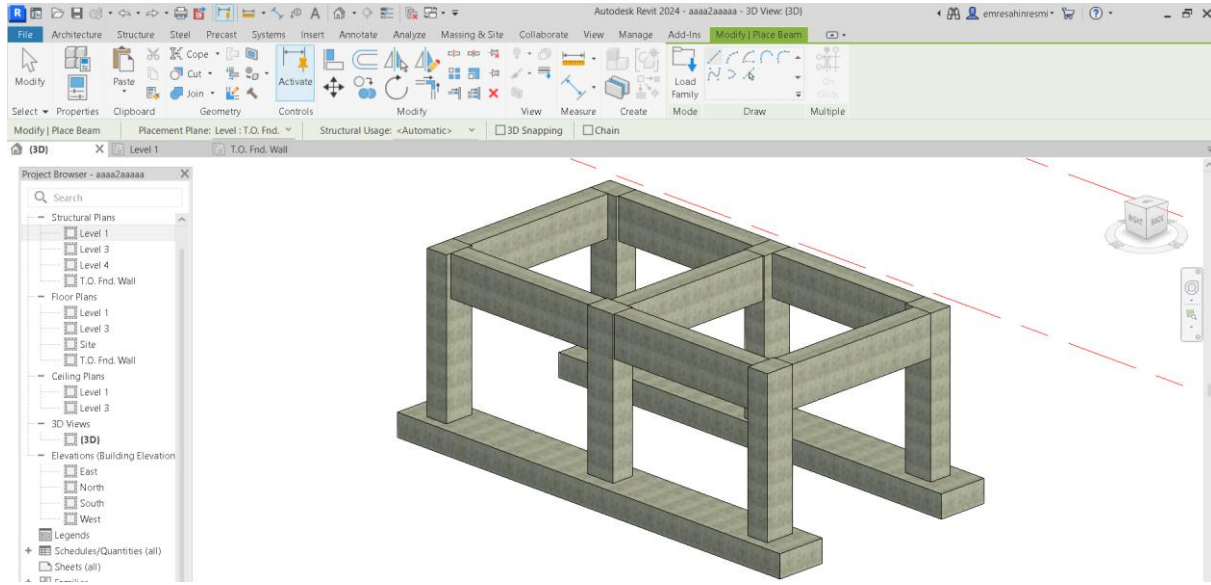 Autodesk Revit 2024 - aaaa2aaaaa - 3D View: {3D}
emresahinresmi
File Architecture Structure Steel Precast Systems Insert Annotate Analyze Massing & Site Collaborate View Manage Add-Ins Modify | Place Beam
Modify
Paste
Cope
Cut
Join
Activate
Load
Family
On
Grids
Select Properties Clipboard Geometry Controls Modify View Measure Create Mode Draw Multiple
Modify | Place Beam Placement Plane: Level : T.O. Fnd. Structural Usage: <Automatic> 3D Snapping Chain
{3D} Level 1 T.O. Fnd. Wall
Project Browser - aaaa2aaaaa
Search
Structural Plans
Level 1
Level 3
Level 4
T.O. Fnd. Wall
Floor Plans
Level 1
Level 3
Site
T.O. Fnd. Wall
Ceiling Plans
Level 1
Level 3
3D Views
{3D}
Elevations (Building Elevation
East
North
South
West
Legends
Schedules/Quantities (all)
Sheets (all)
Families
RIGHT BACK